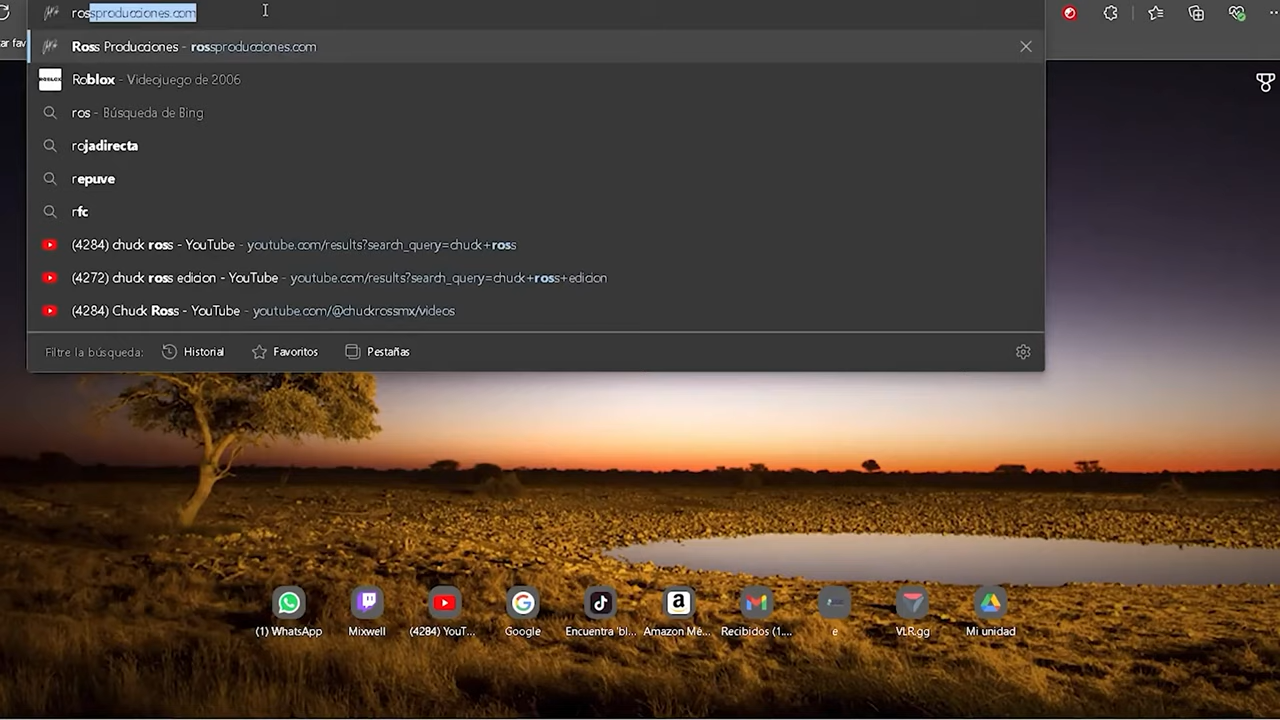 rossproducciones.com
ar fav
Ross Producciones - rossproducciones.com
ROBLOX
Roblox - Videojuego de 2006
ros - Búsqueda de Bing
rojadirecta
repuve
rfc
(4284) chuck ross - YouTube - youtube.com/results?search_query=chuck+ross
(4272) chuck ross edicion - YouTube - youtube.com/results?search_query=chuck+ross+edicion
(4284) Chuck Ross - YouTube - youtube.com/@chuckrossmx/videos
Filtre la búsqueda: Historial Favoritos Pestañas
(1) WhatsApp Mixwell (4284) YouT... Google Encuentra 'bl... Amazon Mé... Recibidos (1.... e VLR.gg Mi unidad